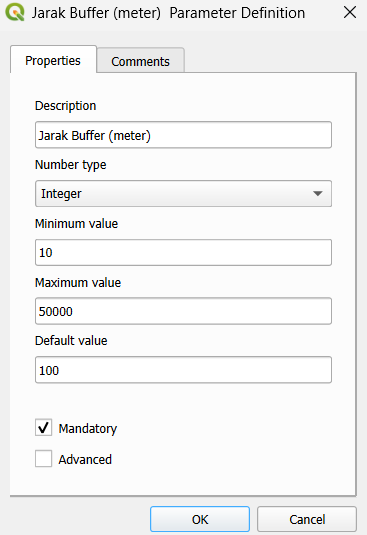 Jarak Buffer (meter) Parameter Definition
Properties
Comments
Description
Jarak Buffer (meter)
Number type
Integer
Minimum value
10
Maximum value
50000
Default value
100
Mandatory
Advanced
OK
Cancel